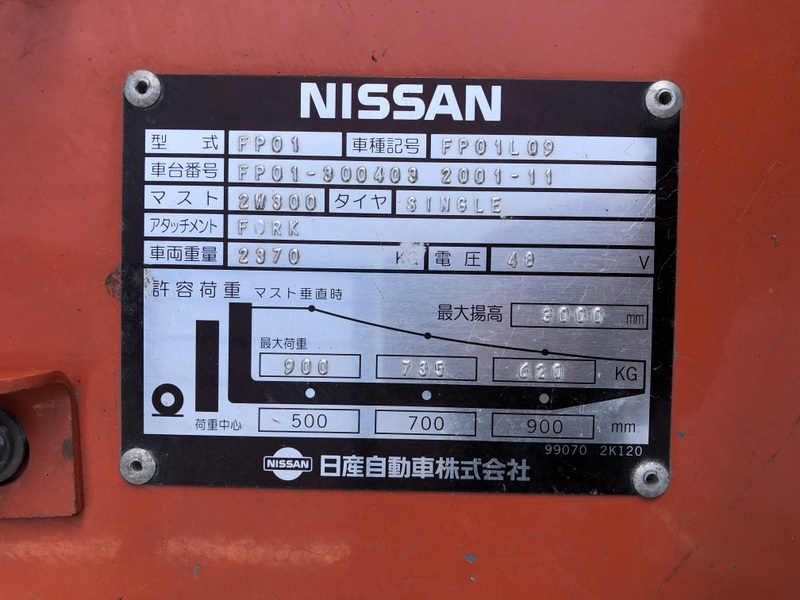 NISSAN
型式 FP01 車種記号 FP01L09
車台番号 FP01-300403 2001-11
マスト 2W300 タイヤ SINGLE
アタッチメント FORK
車両重量 2370 KG 電圧 48 V
許容荷重 マスト垂直時
最大揚高 3000 mm
最大荷重
900 735 620 KG
荷重中心 500 700 900 mm
99070 2K120
NISSAN 日産自動車株式会社